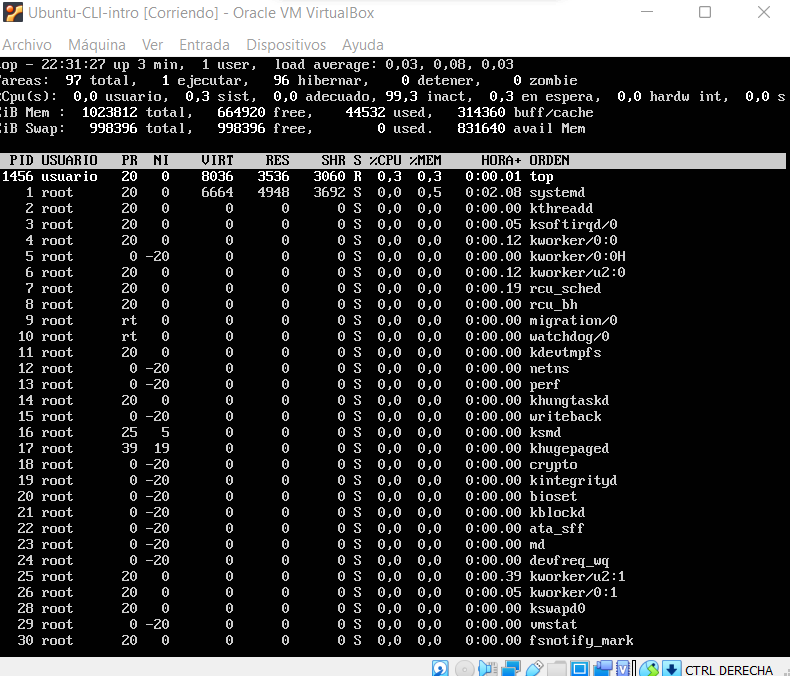 Ubuntu-CLI-intro [Corriendo] - Oracle VM VirtualBox
Archivo Máquina Ver Entrada Dispositivos Ayuda
op - 22:31:27 up 3 min, 1 user, load average: 0,03, 0,08, 0,03
areas: 97 total, 1 ejecutar, 96 hibernar, 0 detener, 0 zombie
Cpu(s): 0,0 usuario, 0,3 sist, 0,0 adecuado, 99,3 inact, 0,3 en espera, 0,0 hardw int, 0,0 s
iB Mem : 1023812 total, 664920 free, 44532 used, 314360 buff/cache
iB Swap: 998396 total, 998396 free, 0 used. 831640 avail Mem
PID USUARIO PR NI VIRT RES SHR S %CPU %MEM HORA+ ORDEN
1456 usuario 20 0 8036 3536 3060 R 0,3 0,3 0:00.01 top
1 root 20 0 6664 4948 3692 S 0,0 0,5 0:02.08 systemd
2 root 20 0 0 0 0 S 0,0 0,0 0:00.00 kthreadd
3 root 20 0 0 0 0 S 0,0 0,0 0:00.05 ksoftirqd/0
4 root 20 0 0 0 0 S 0,0 0,0 0:00.12 kworker/0:0
5 root 0 -20 0 0 0 S 0,0 0,0 0:00.00 kworker/0:0H
6 root 20 0 0 0 0 S 0,0 0,0 0:00.12 kworker/u2:0
7 root 20 0 0 0 0 S 0,0 0,0 0:00.19 rcu_sched
8 root 20 0 0 0 0 S 0,0 0,0 0:00.00 rcu_bh
9 root rt 0 0 0 0 S 0,0 0,0 0:00.00 migration/0
10 root rt 0 0 0 0 S 0,0 0,0 0:00.00 watchdog/0
11 root 20 0 0 0 0 S 0,0 0,0 0:00.00 kdevtmpfs
12 root 0 -20 0 0 0 S 0,0 0,0 0:00.00 netns
13 root 0 -20 0 0 0 S 0,0 0,0 0:00.00 perf
14 root 20 0 0 0 0 S 0,0 0,0 0:00.00 khungtaskd
15 root 0 -20 0 0 0 S 0,0 0,0 0:00.00 writeback
16 root 25 5 0 0 0 S 0,0 0,0 0:00.00 ksmd
17 root 39 19 0 0 0 S 0,0 0,0 0:00.00 khugepaged
18 root 0 -20 0 0 0 S 0,0 0,0 0:00.00 crypto
19 root 0 -20 0 0 0 S 0,0 0,0 0:00.00 kintegrityd
20 root 0 -20 0 0 0 S 0,0 0,0 0:00.00 bioset
21 root 0 -20 0 0 0 S 0,0 0,0 0:00.00 kblockd
22 root 0 -20 0 0 0 S 0,0 0,0 0:00.00 ata_sff
23 root 0 -20 0 0 0 S 0,0 0,0 0:00.00 md
24 root 0 -20 0 0 0 S 0,0 0,0 0:00.00 devfreq_wq
25 root 20 0 0 0 0 S 0,0 0,0 0:00.39 kworker/u2:1
26 root 20 0 0 0 0 S 0,0 0,0 0:00.05 kworker/0:1
28 root 20 0 0 0 0 S 0,0 0,0 0:00.00 kswapd0
29 root 0 -20 0 0 0 S 0,0 0,0 0:00.00 vmstat
30 root 20 0 0 0 0 S 0,0 0,0 0:00.00 fsnotify_mark
CTRL DERECHA